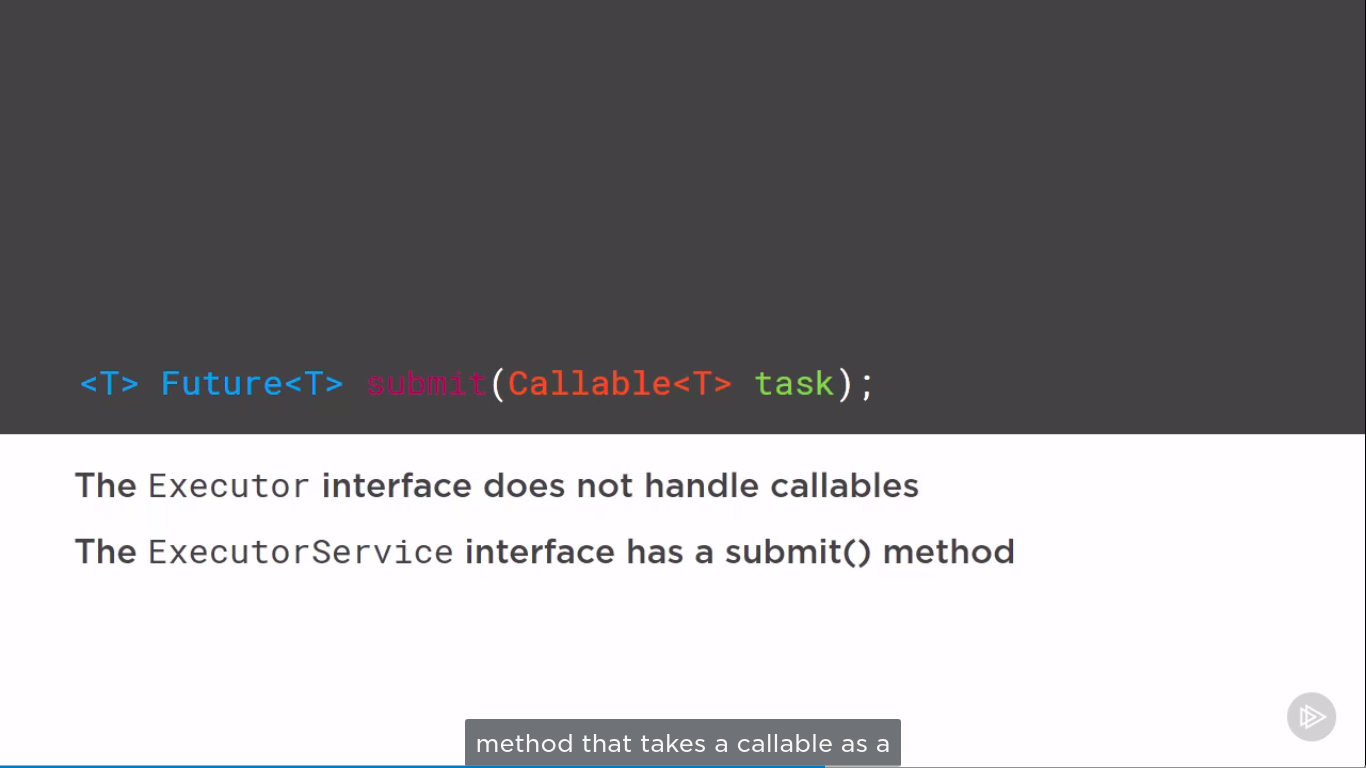 <T> Future<T> submit(Callable<T> task);
The Executor interface does not handle callables
The ExecutorService interface has a submit() method
method that takes a callable as a